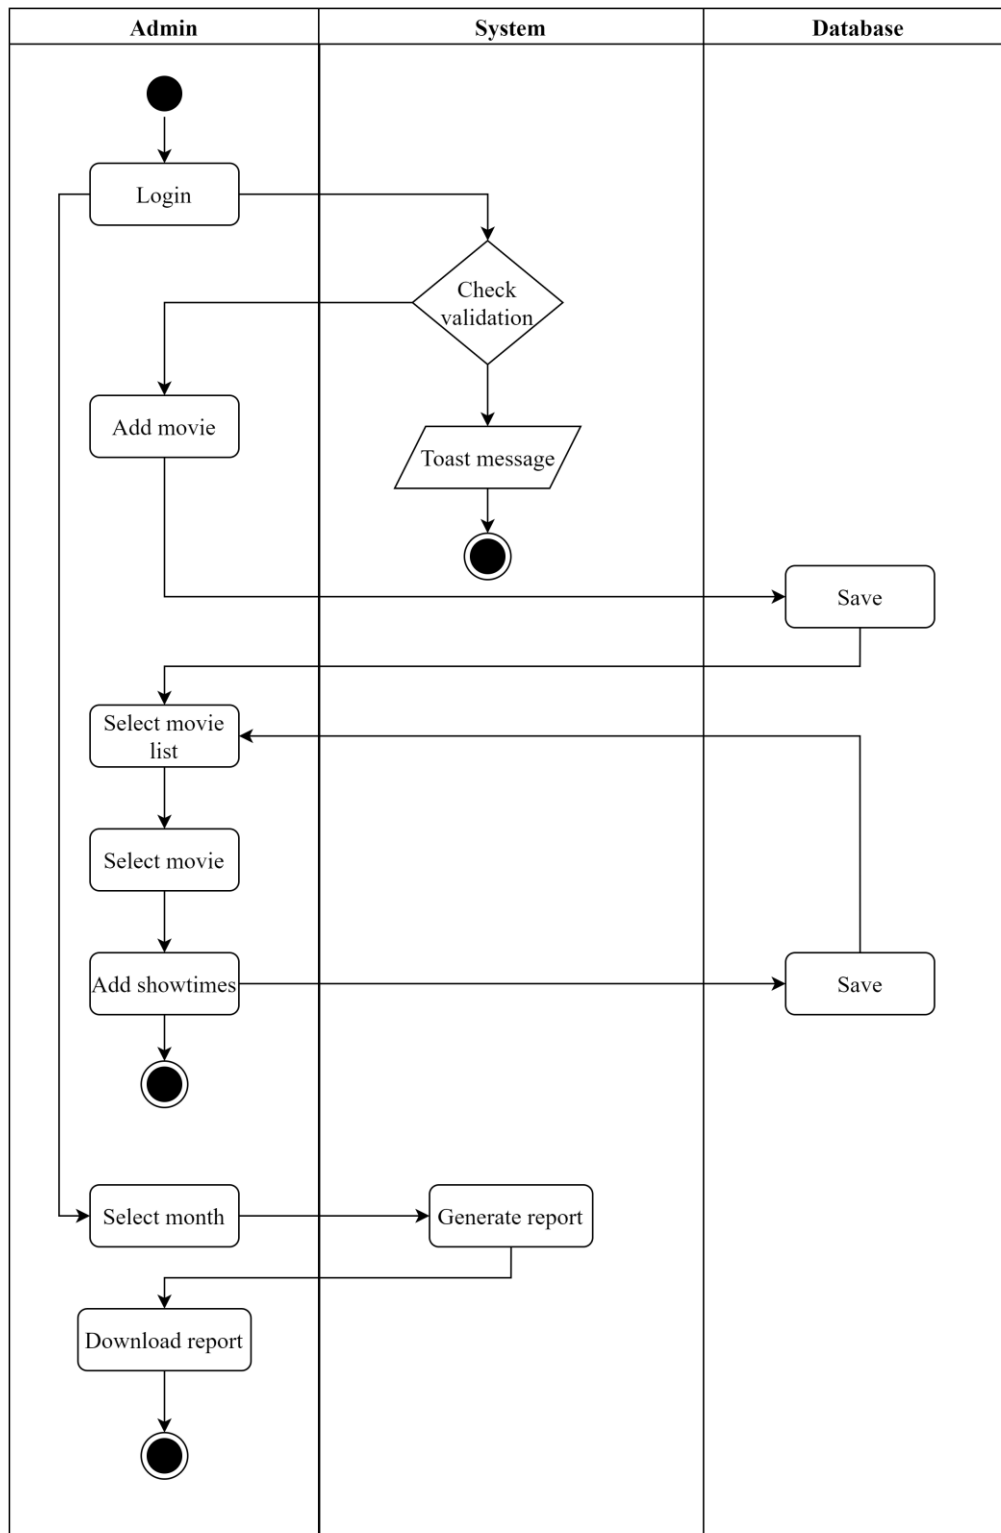 Admin
System
Database
Login
Check
validation
Add movie
Toast message
Save
Select movie
list
Select movie
Add showtimes
Save
Select month
Generate report
Download report